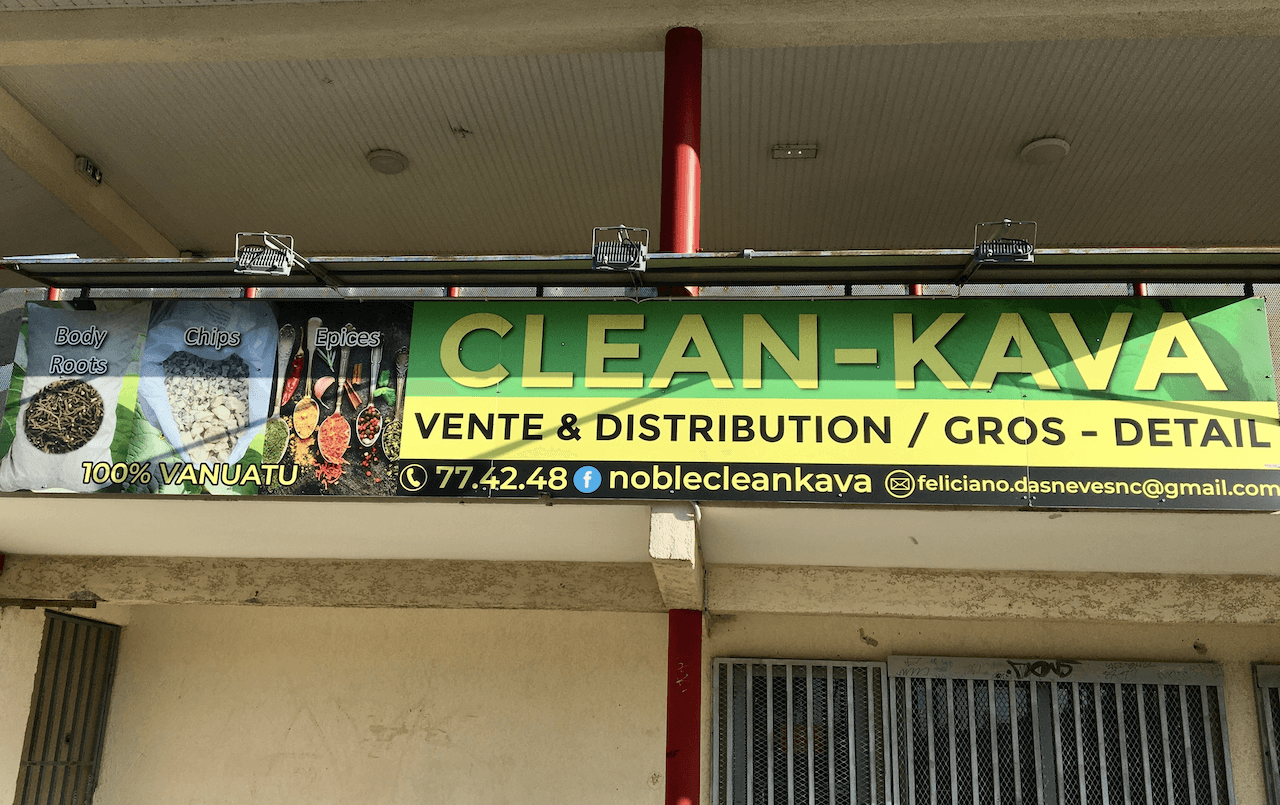 Body
Roots
Chips
Epices
100% VANUATU
CLEAN-KAVA
VENTE & DISTRIBUTION / GROS - DETAIL
77.42.48 noblecleankava feliciano.dasnevesnc@gmail.com